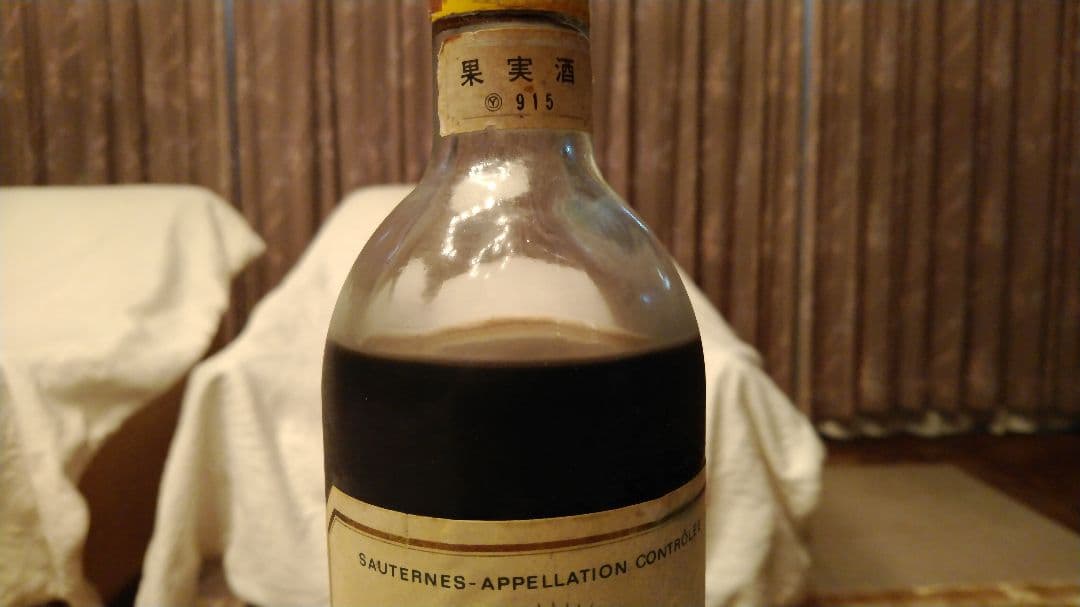 果実酒
Ⓨ 915
SAUTERNES-APPELLATION CONTRÔLÉE